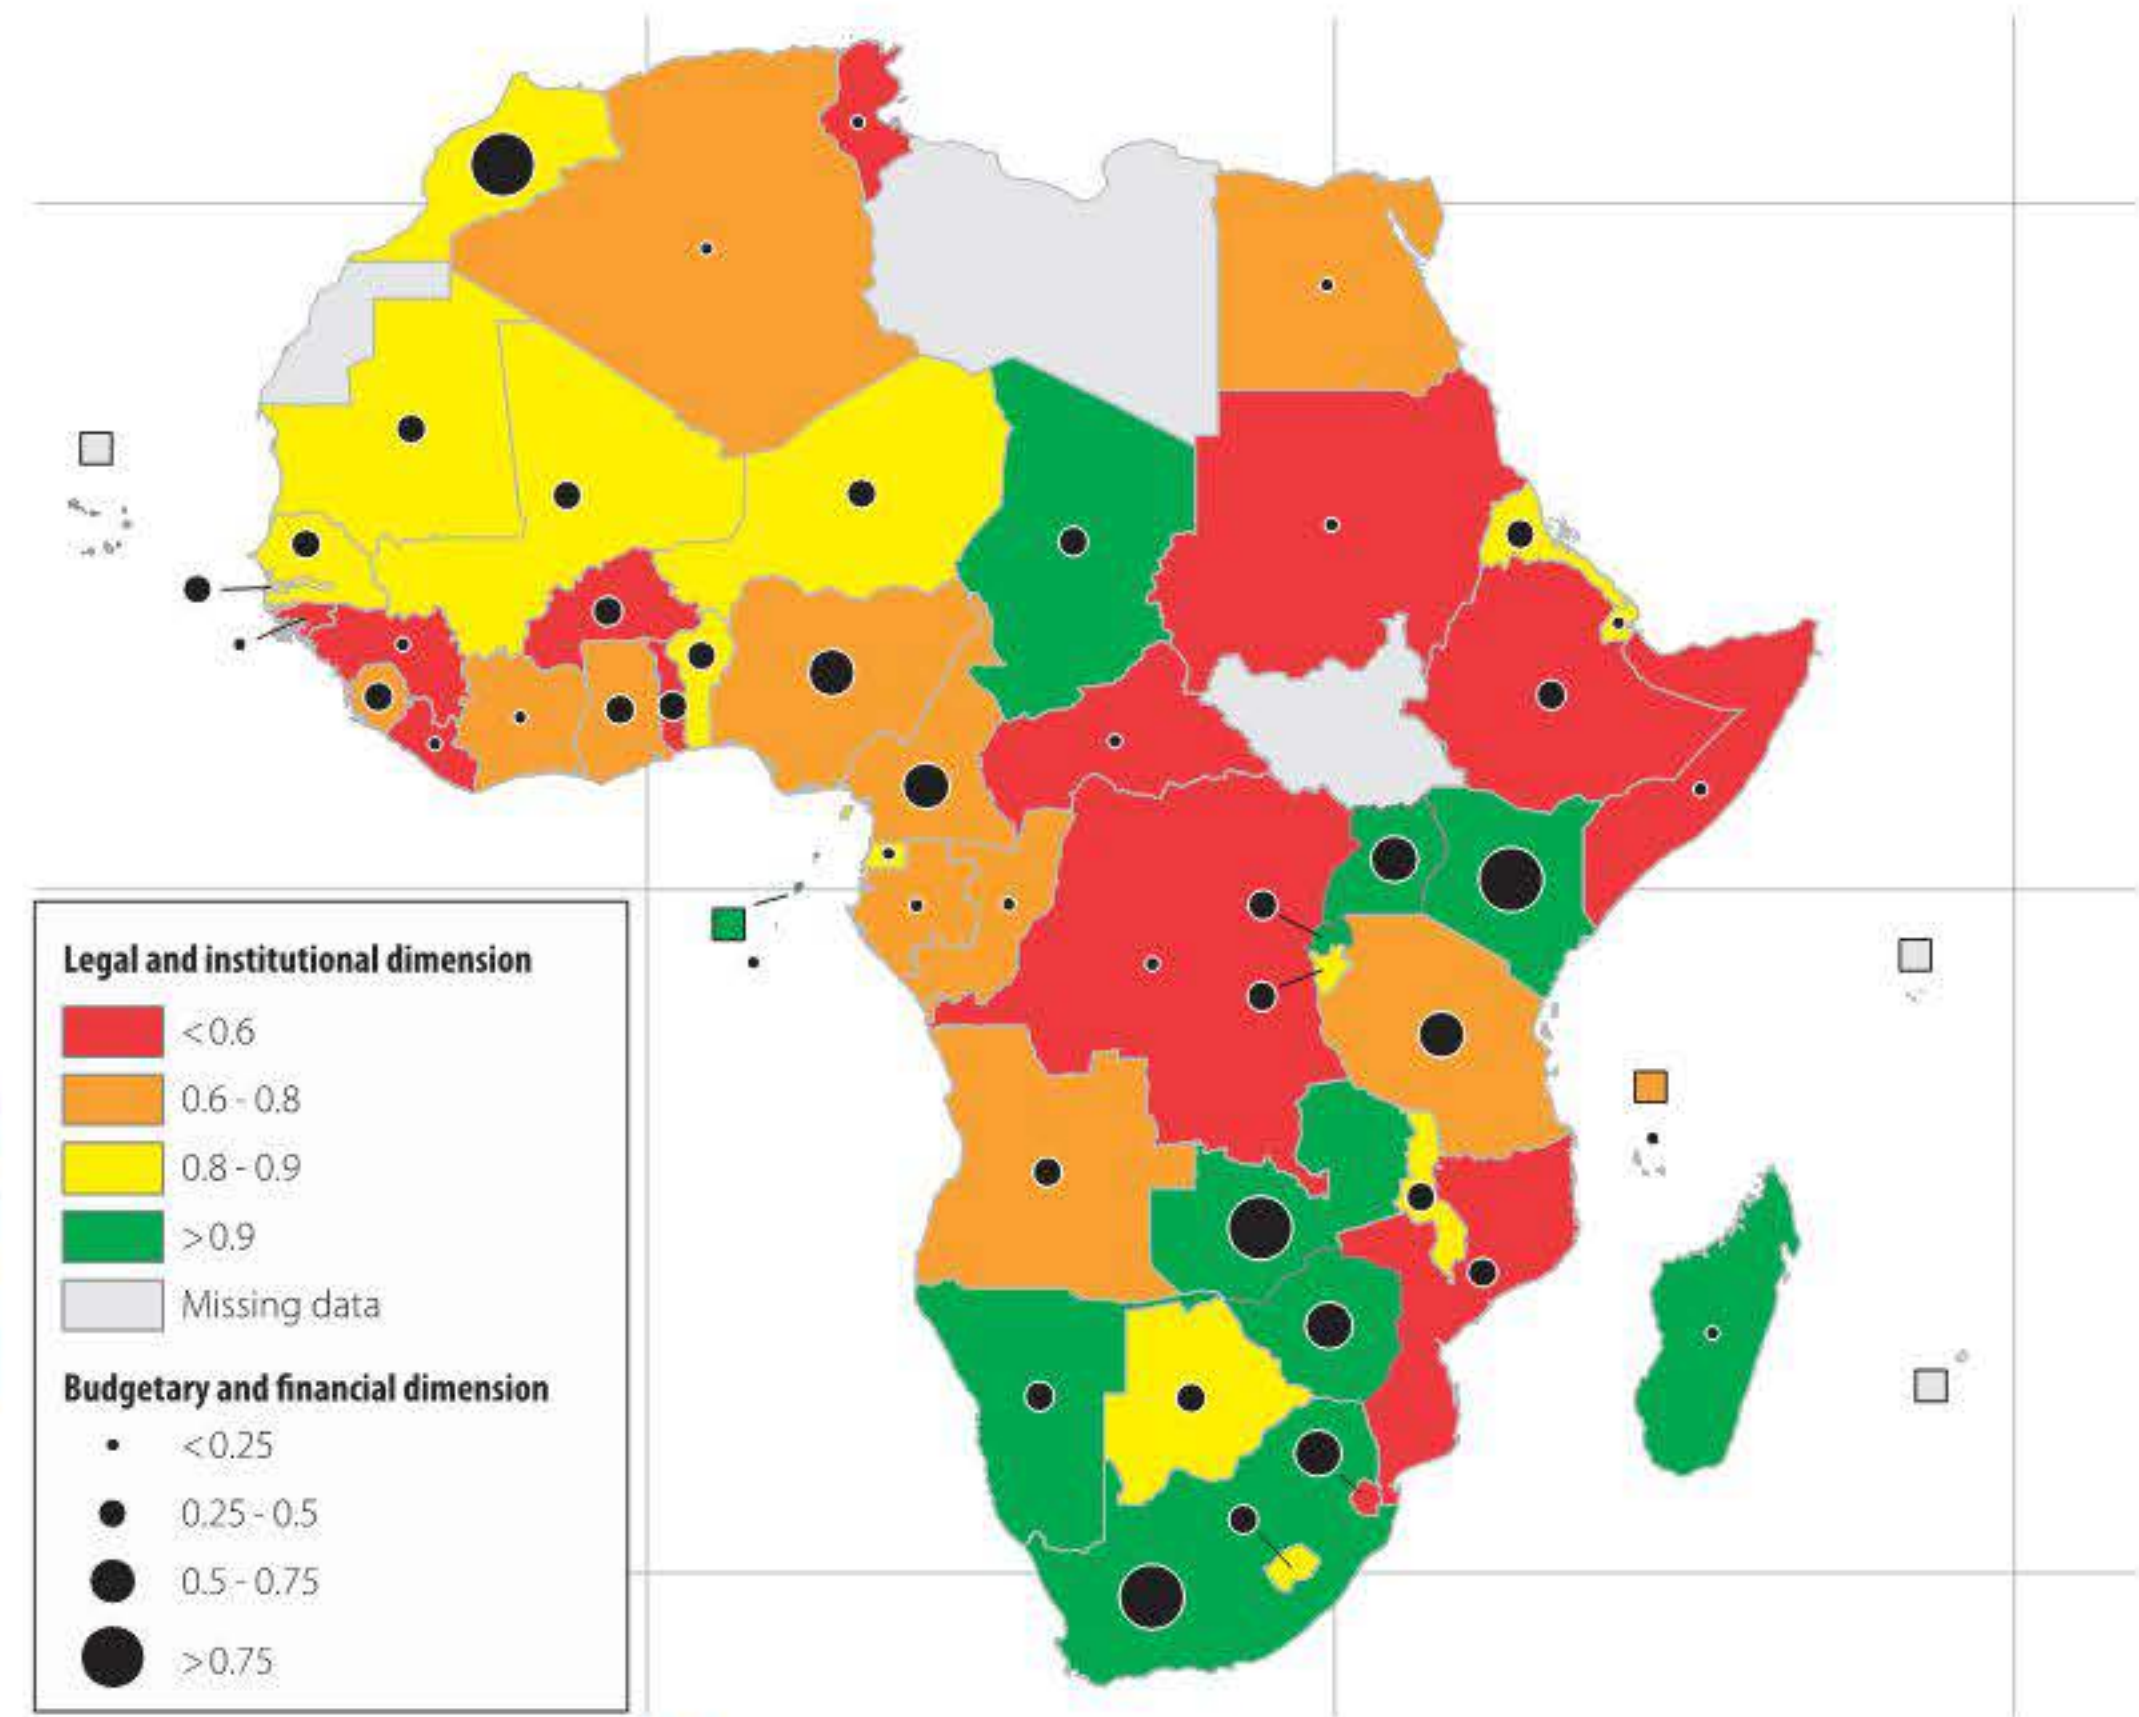 Legal and institutional dimension
< 0.6
0.6 - 0.8
0.8 - 0.9
> 0.9
Missing data
Budgetary and financial dimension
< 0.25
0.25 - 0.5
0.5 - 0.75
> 0.75